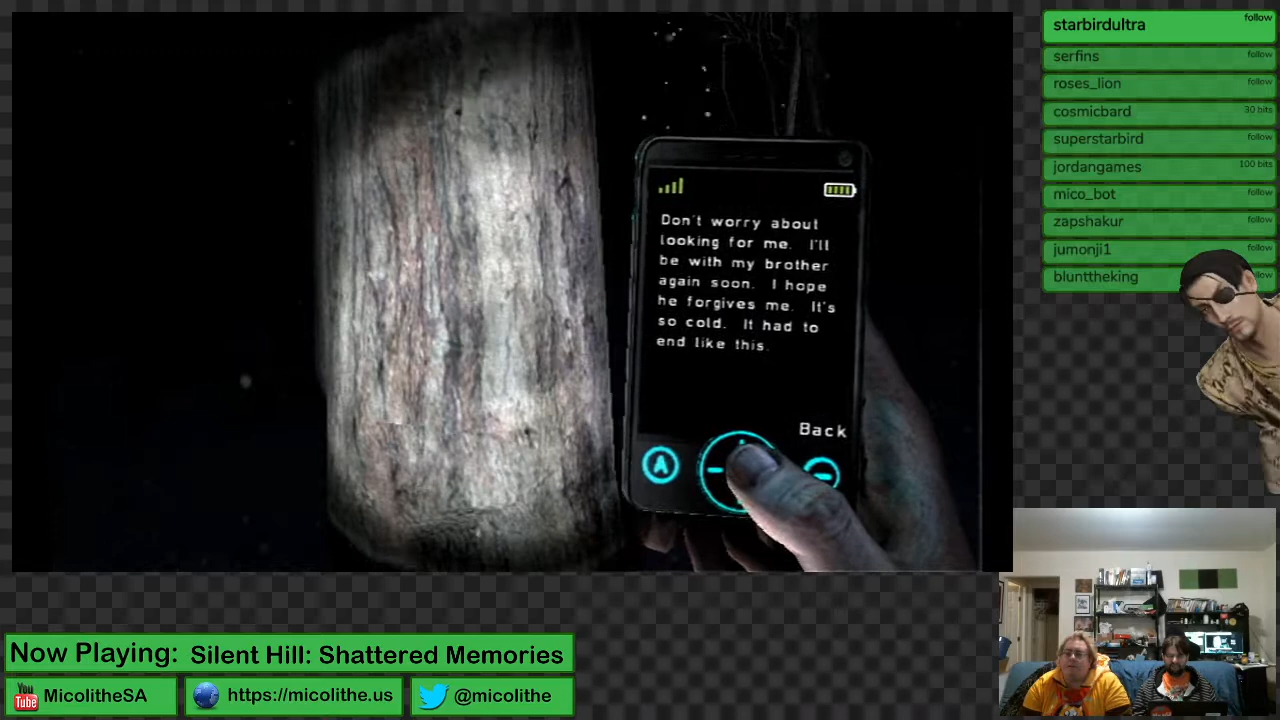 Don't worry about
looking for me. I'll
be with my brother
again soon. I hope
he forgives me. It's
so cold. It had to
end like this.
Back
A
starbirdultra follow
serfins follow
roses_lion follow
cosmicbard 30 bits
superstarbird follow
jordangames 100 bits
mico_bot follow
zapshakur follow
jumonji1 follow
blunttheking
Now Playing: Silent Hill: Shattered Memories
You Tube MicolitheSA
https://micolithe.us
@micolithe